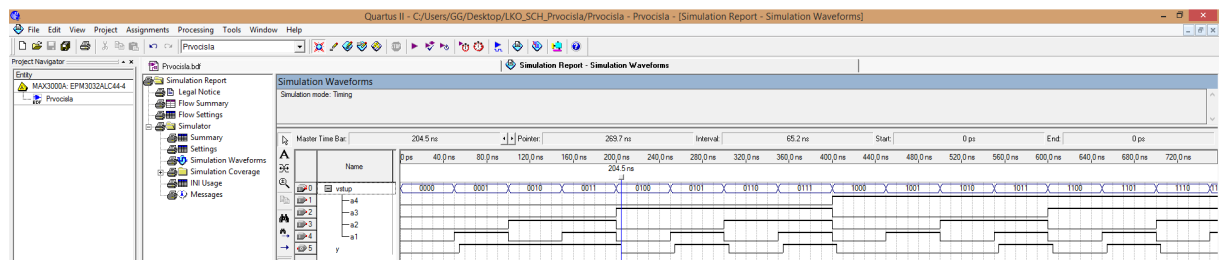 Quartus II - C:/Users/GG/Desktop/LKO_SCH_Prvocisla/Prvocisla - Prvocisla - [Simulation Report - Simulation Waveforms]
File Edit View Project Assignments Processing Tools Window Help
Prvocisla
Project Navigator
Entity
MAX3000A: EPM3032ALC44-4
Prvocisla
Prvocisla.bdf
Simulation Report - Simulation Waveforms
Simulation Report
Legal Notice
Flow Summary
Flow Settings
Simulator
Summary
Settings
Simulation Waveforms
Simulation Coverage
INI Usage
Messages
Simulation Waveforms
Simulation mode: Timing
Master Time Bar: 204.5 ns Pointer: 269.7 ns Interval: 65.2 ns Start: 0 ps End: 0 ps
Name
0 ps 40.0 ns 80.0 ns 120.0 ns 160.0 ns 200.0 ns 240.0 ns 280.0 ns 320.0 ns 360.0 ns 400.0 ns 440.0 ns 480.0 ns 520.0 ns 560.0 ns 600.0 ns 640.0 ns 680.0 ns 720.0 ns
204.5 ns
0 vstup 0000 0001 0010 0011 0100 0101 0110 0111 1000 1001 1010 1011 1100 1101 1110 11
1 a4
2 a3
3 a2
4 a1
5 y